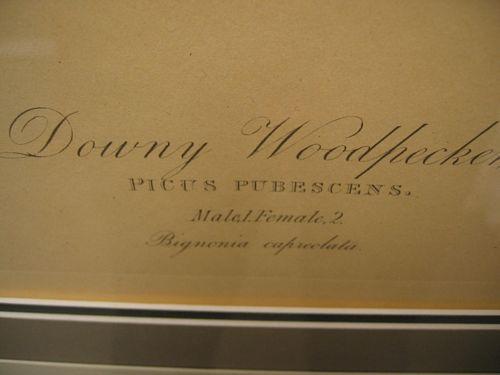 Downy Woodpecker
PICUS PUBESCENS.
Male,1.Female,2.
Bignonia capreolata.